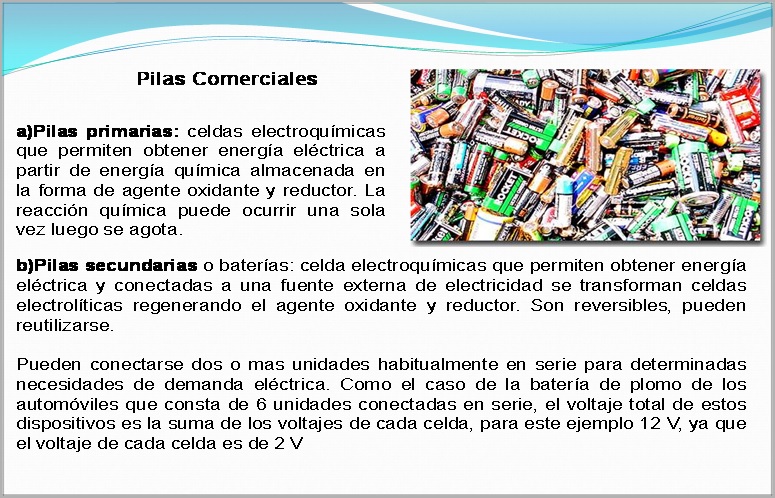 Pilas Comerciales
a)Pilas primarias: celdas electroquímicas
que permiten obtener energía eléctrica a
partir de energía química almacenada en
la forma de agente oxidante y reductor. La
reacción química puede ocurrir una sola
vez luego se agota.
b)Pilas secundarias o baterías: celda electroquímicas que permiten obtener energía
eléctrica y conectadas a una fuente externa de electricidad se transforman celdas
electrolíticas regenerando el agente oxidante y reductor. Son reversibles, pueden
reutilizarse.
Pueden conectarse dos o mas unidades habitualmente en serie para determinadas
necesidades de demanda eléctrica. Como el caso de la batería de plomo de los
automóviles que consta de 6 unidades conectadas en serie, el voltaje total de estos
dispositivos es la suma de los voltajes de cada celda, para este ejemplo 12 V, ya que
el voltaje de cada celda es de 2 V